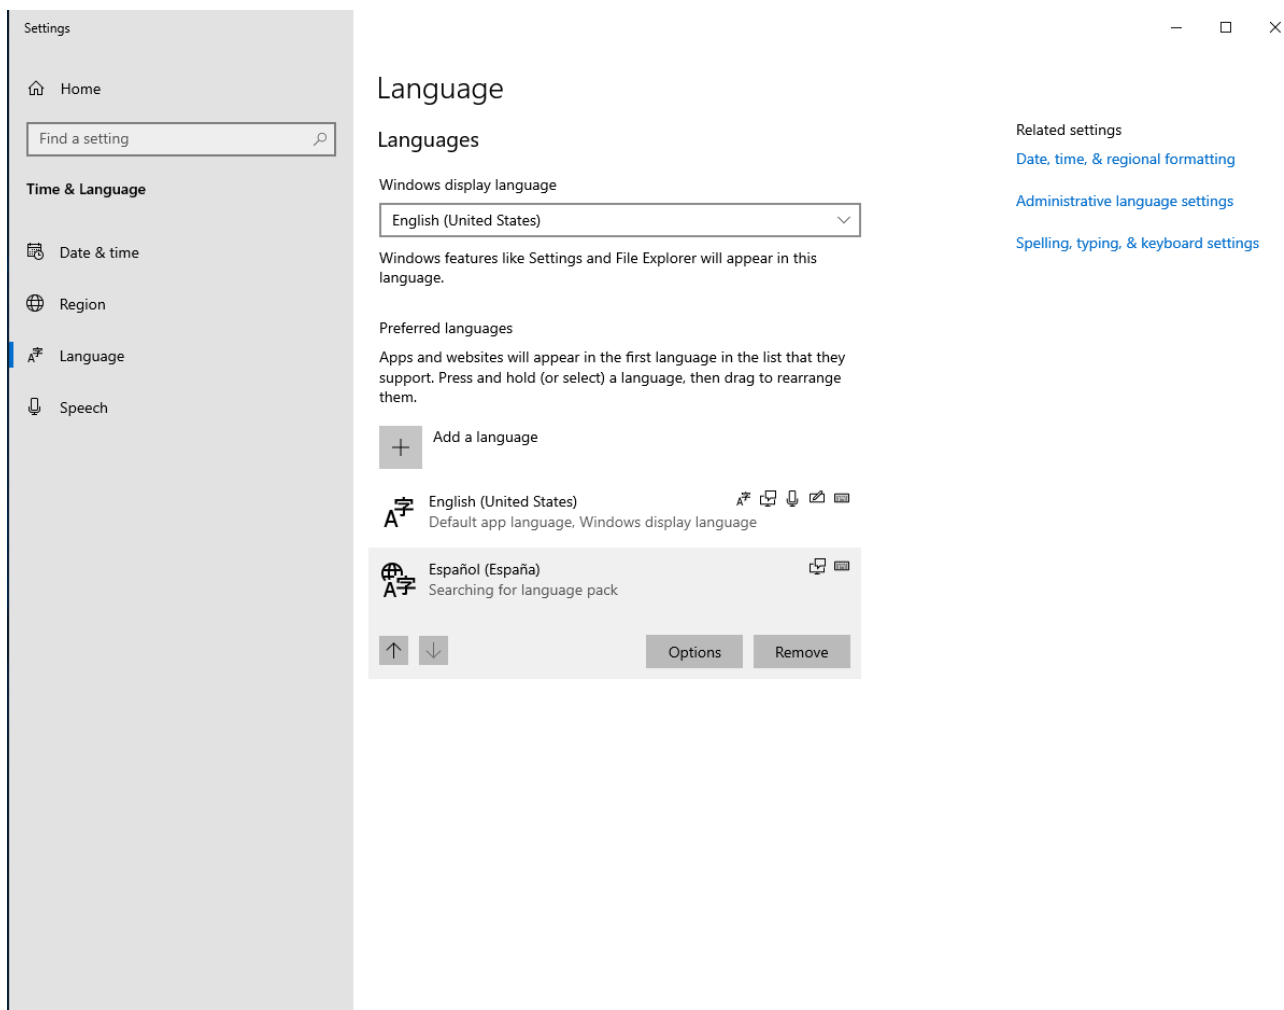 Settings
Home
Find a setting
Time & Language
Date & time
Region
Language
Speech
Language
Languages
Windows display language
English (United States)
Windows features like Settings and File Explorer will appear in this
language.
Preferred languages
Apps and websites will appear in the first language in the list that they
support. Press and hold (or select) a language, then drag to rearrange
them.
Add a language
English (United States)
Default app language, Windows display language
Español (España)
Searching for language pack
Options
Remove
Related settings
Date, time, & regional formatting
Administrative language settings
Spelling, typing, & keyboard settings